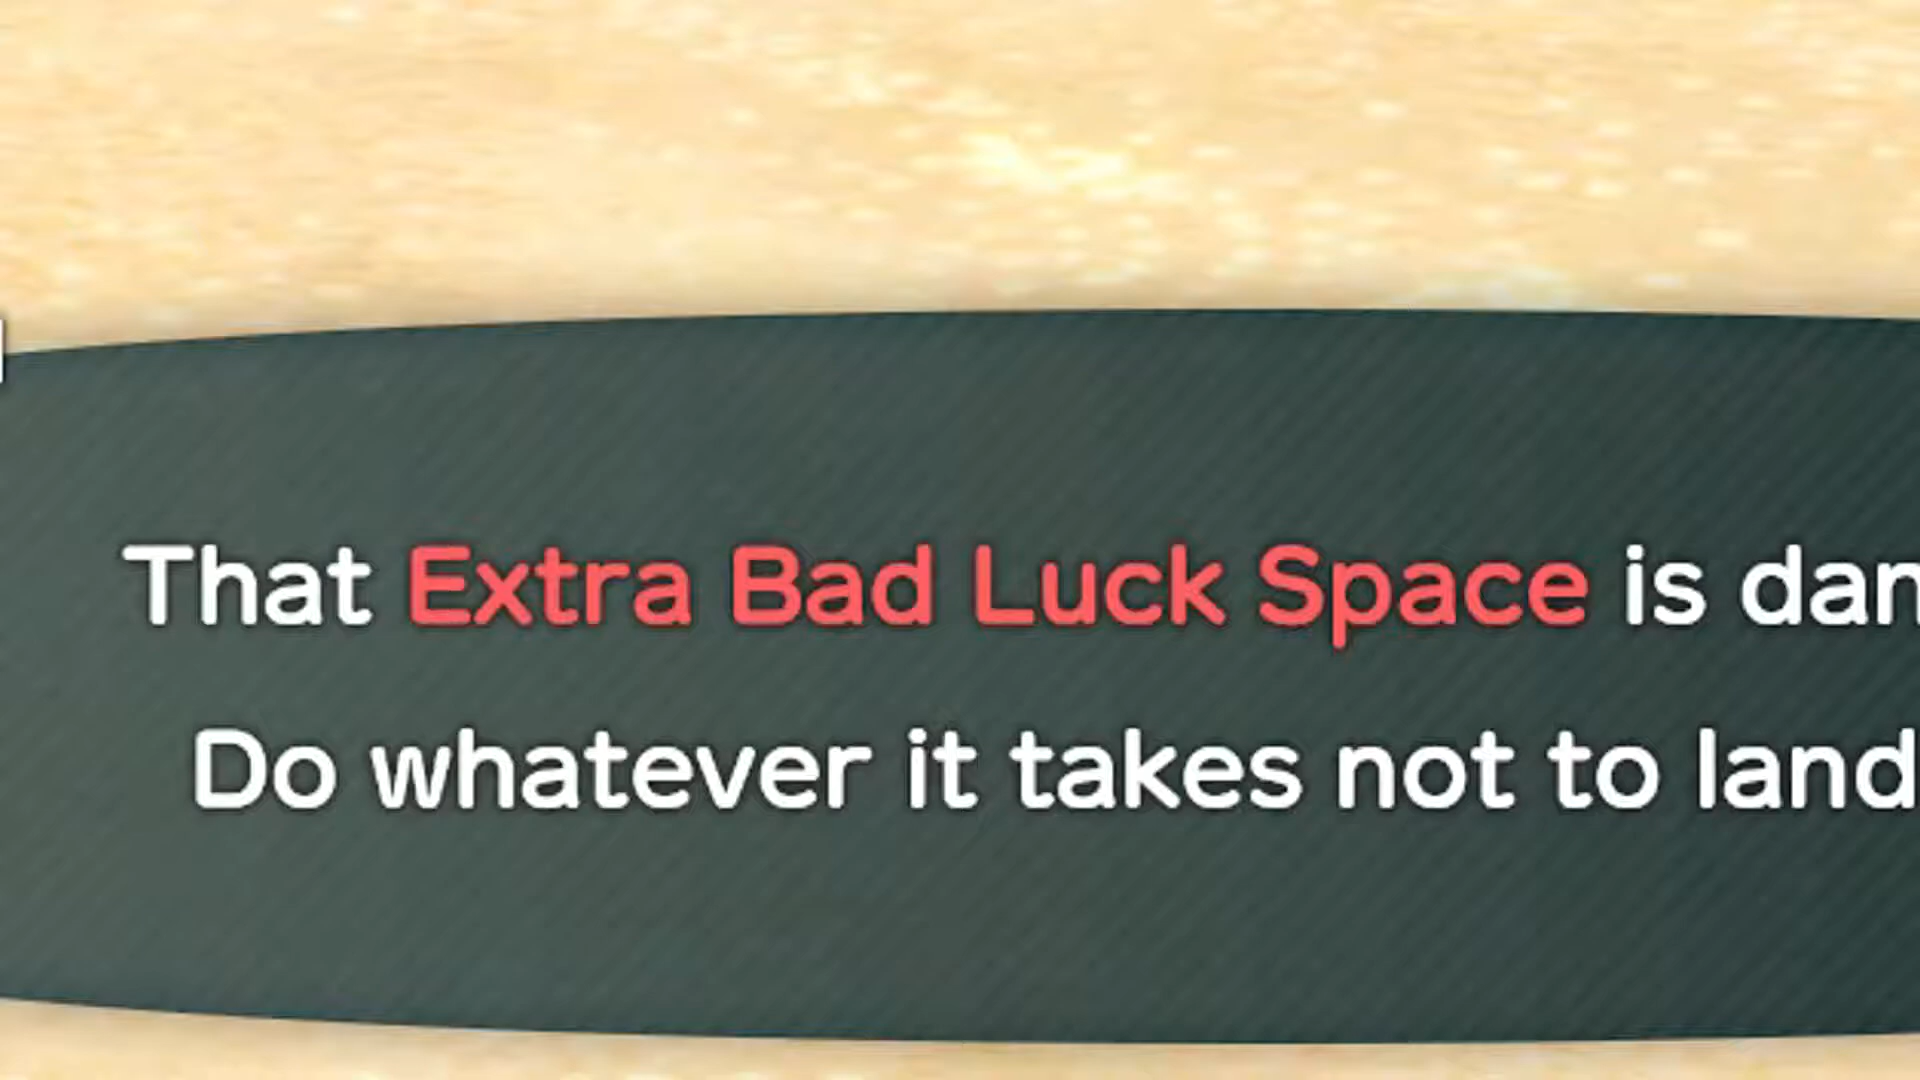 That Extra Bad Luck Space is dan
Do whatever it takes not to land